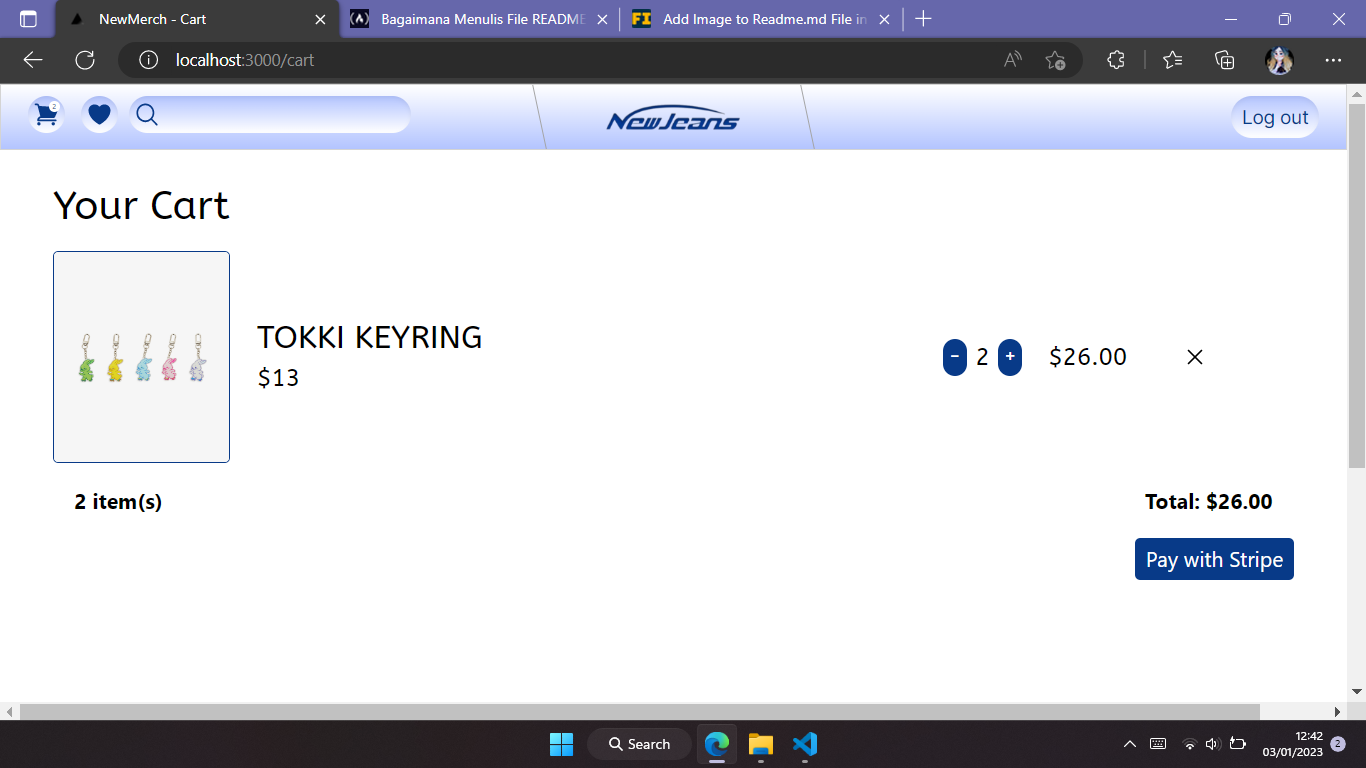 NewMerch - Cart
Bagaimana Menulis File README
Add Image to Readme.md File in
localhost:3000/cart
2
NewJeans
Log out
Your Cart
TOKKI KEYRING
$13
- 2 + $26.00
2 item(s)
Total: $26.00
Pay with Stripe
Search
12:42
03/01/2023
2